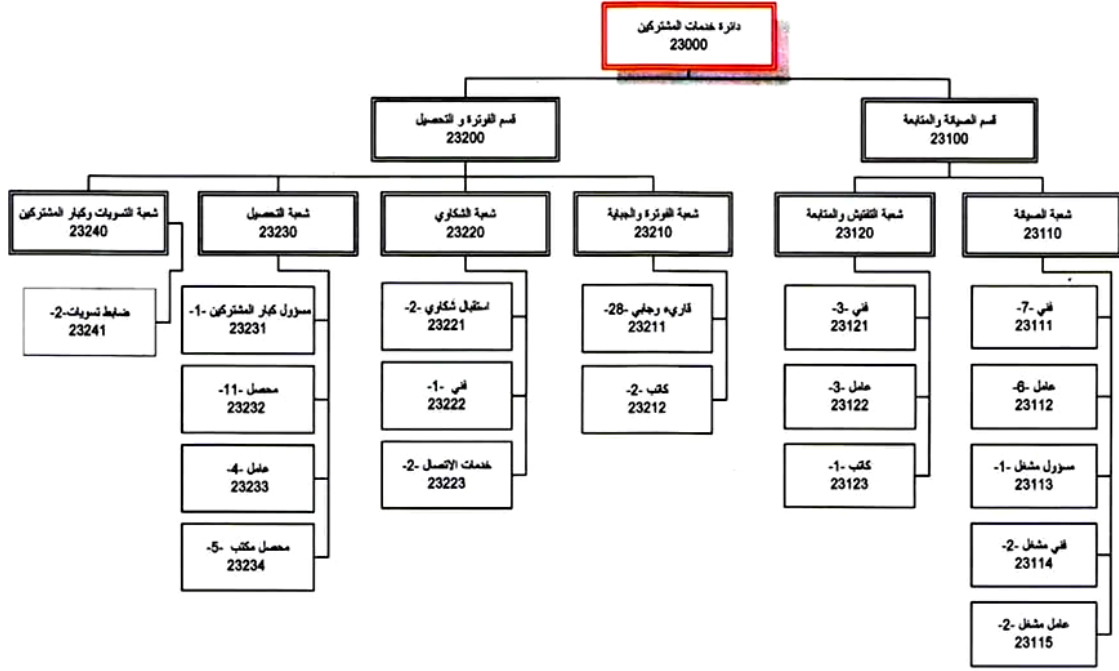 دائرة خدمات المشتركين
23000
قسم الصيانة والمتابعة
23100
قسم الفوترة و التحصيل
23200
شعبة الصيانة
23110
شعبة التفتيش والمتابعة
23120
شعبة الفوترة والجباية
23210
شعبة الشكاوي
23220
شعبة التحصيل
23230
شعبة التسويات وكبار المشتركين
23240
فني -7-
23111
عامل -6-
23112
مسؤول مشغل -1-
23113
فني مشغل -2-
23114
عامل مشغل -2-
23115
فني -3-
23121
عامل -3-
23122
كاتب -1-
23123
قاريء وجابي -28-
23211
كاتب -2-
23212
استقبال شكاوي -2-
23221
فني -1-
23222
خدمات الاتصال -2-
23223
مسؤول كبار المشتركين -1-
23231
محصل -11-
23232
عامل -4-
23233
محصل مكتب -5-
23234
ضابط تسويات-2-
23241